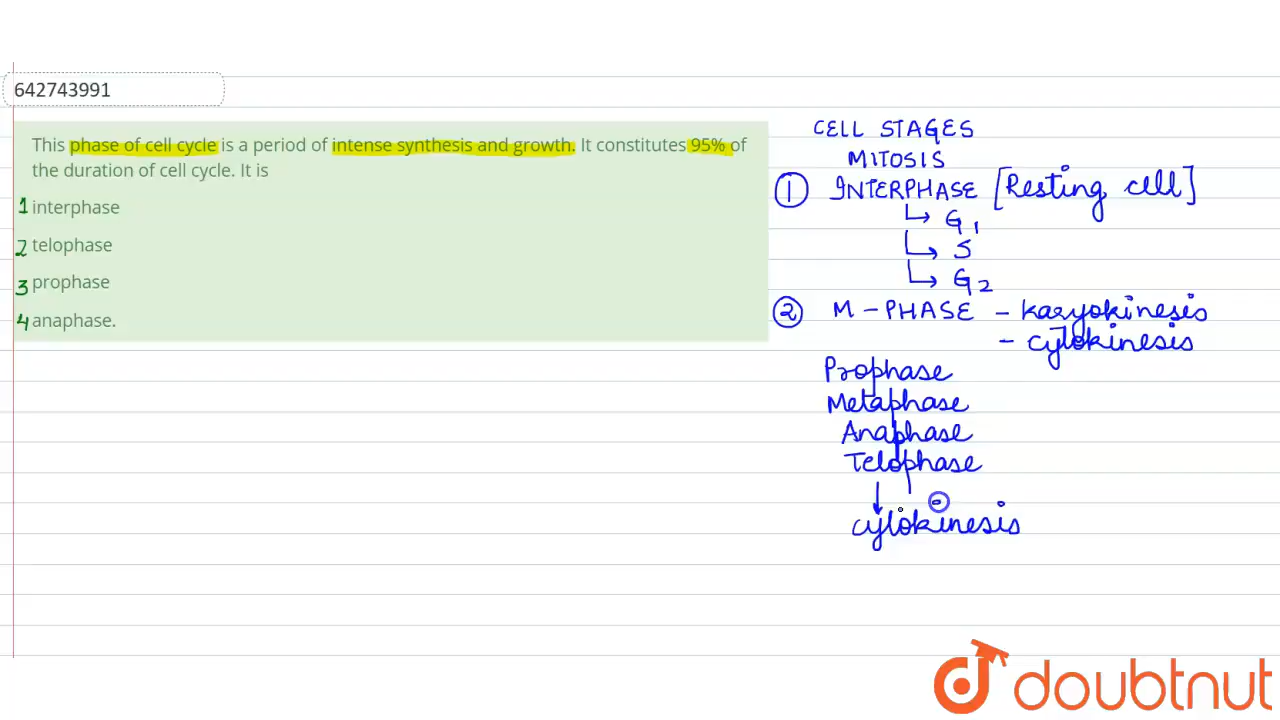 642743991
This phase of cell cycle is a period of intense synthesis and growth. It constitutes 95% of
the duration of cell cycle. It is
1 interphase
2 telophase
3 prophase
4 anaphase.
CELL STAGES
MITOSIS
① INTERPHASE [Resting cell]
↳ G1
↳ S
↳ G2
② M-PHASE - karyokinesis
- cytokinesis
Prophase
Metaphase
Anaphase
Telophase
cytokinesis
doubtnut